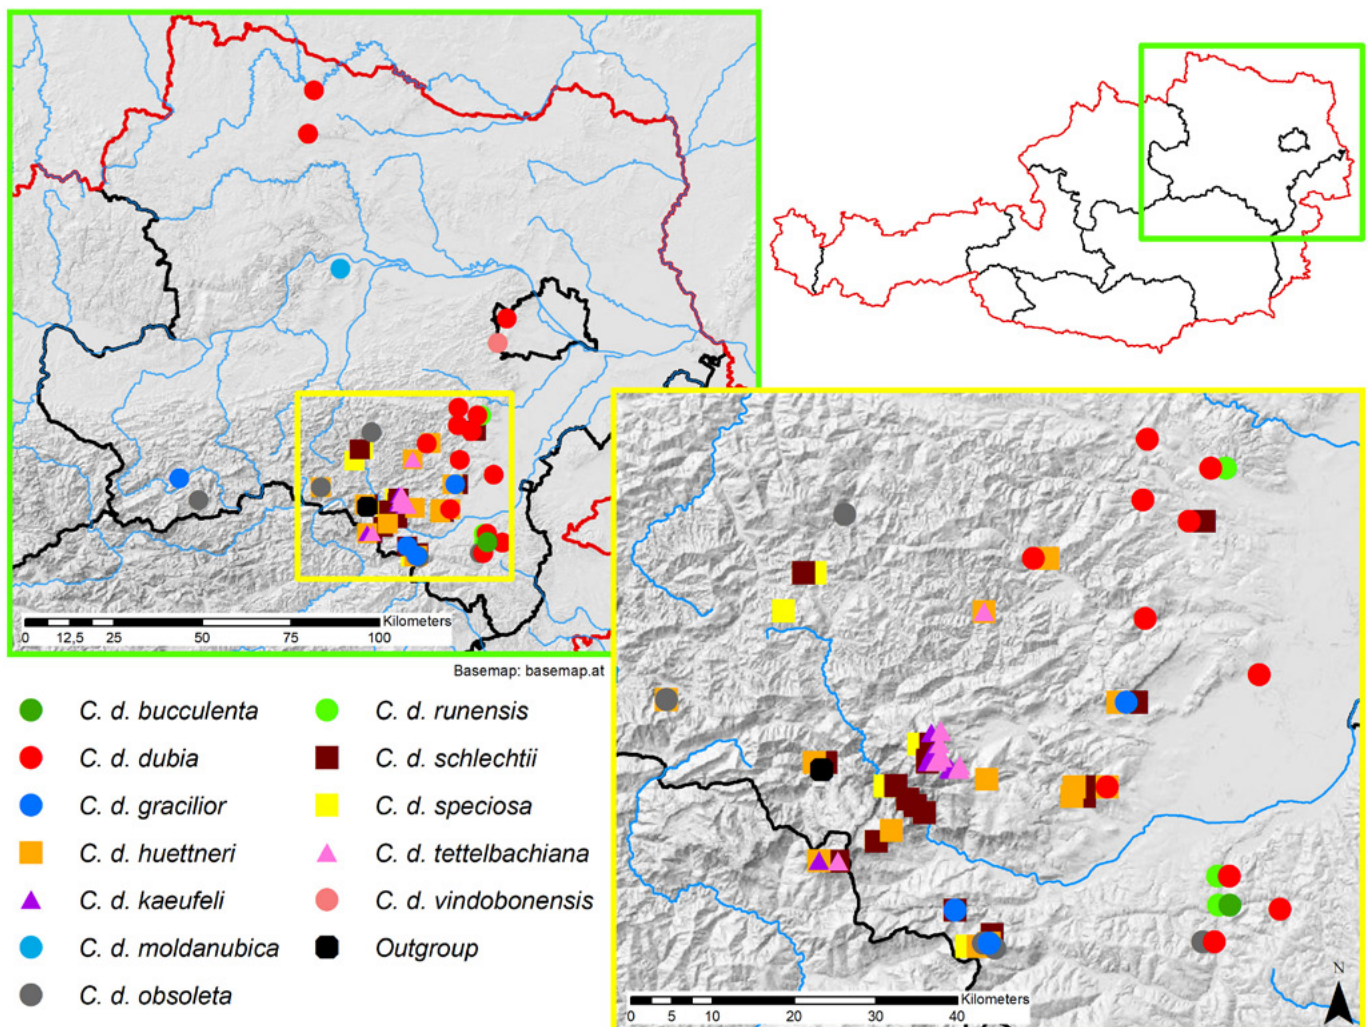 Kilometers
0 12,5 25 50 75 100
Basemap: basemap.at
C. d. bucculenta
C. d. dubia
C. d. gracilior
C. d. huettneri
C. d. kaeufeli
C. d. moldanubica
C. d. obsoleta
C. d. runensis
C. d. schlechtii
C. d. speciosa
C. d. tettelbachiana
C. d. vindobonensis
Outgroup
N
Kilometers
0 5 10 20 30 40